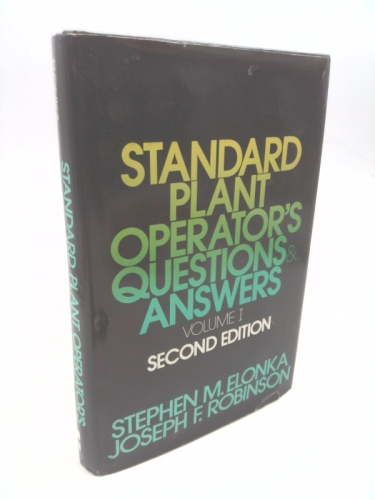 STANDARD
PLANT
OPERATOR'S
QUESTIONS &
ANSWERS
VOLUME I
SECOND EDITION
STEPHEN M. ELONKA
JOSEPH F. ROBINSON
STANDARD PLANT OPERATOR'S